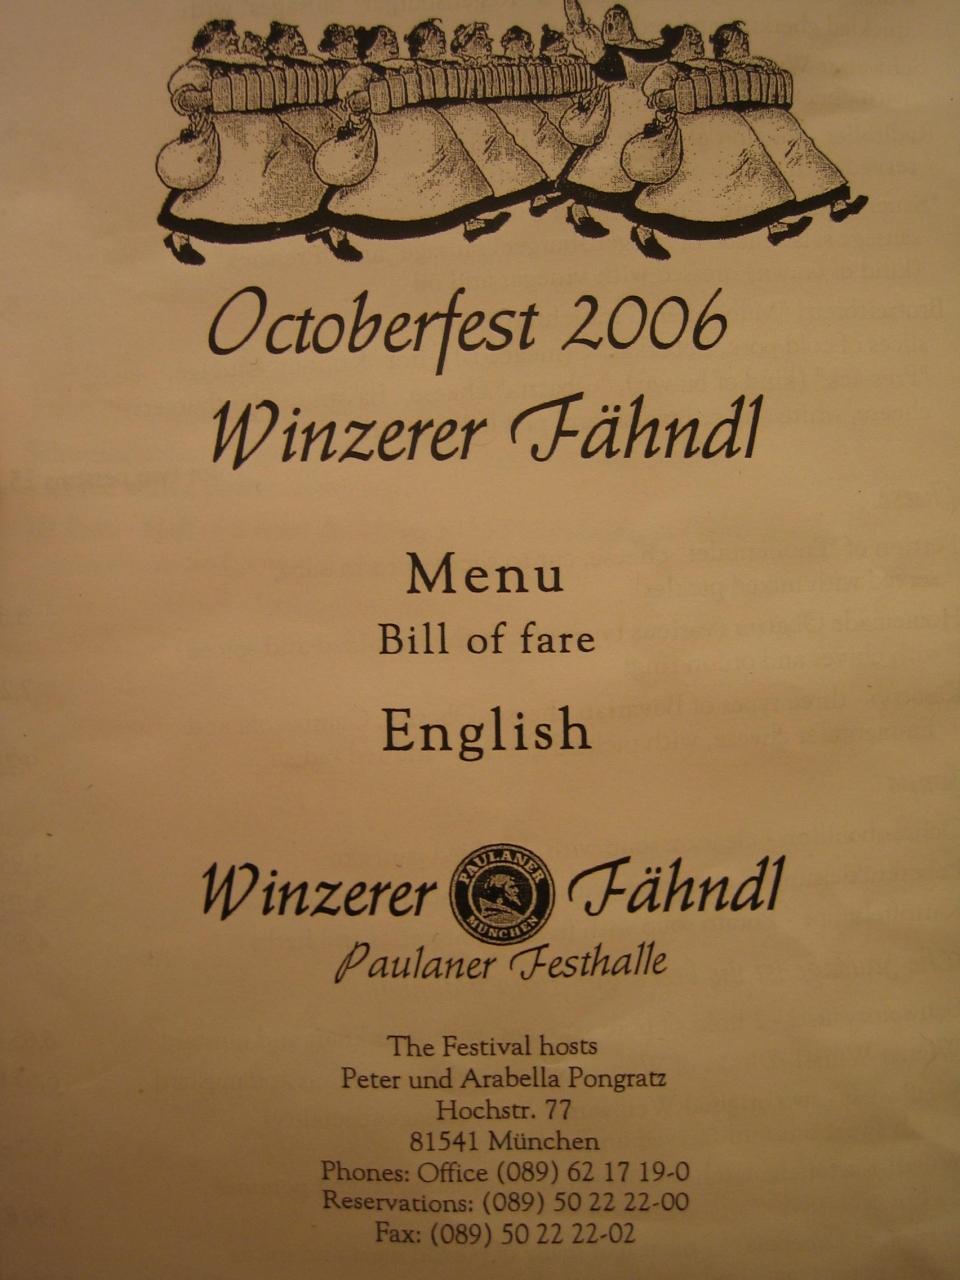 Octoberfest 2006
Winzerer Fähndl
Menu
Bill of fare
English
Winzerer PAULANER MÜNCHEN Fähndl
Paulaner Festhalle
The Festival hosts
Peter und Arabella Pongratz
Hochstr. 77
81541 München
Phones: Office (089) 62 17 19-0
Reservations: (089) 50 22 22-00
Fax: (089) 50 22 22-02